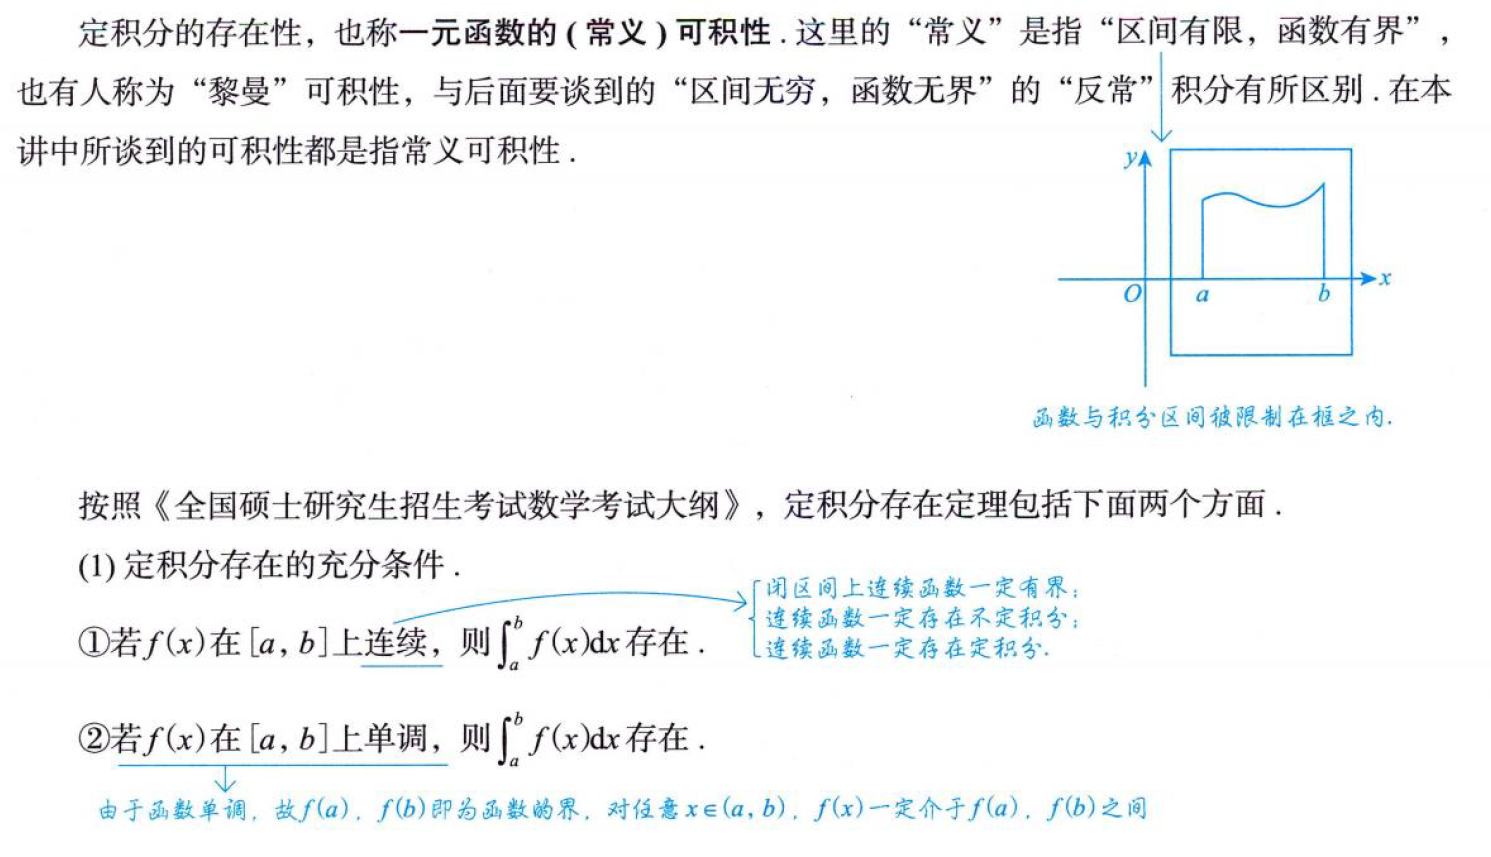 定积分的存在性，也称一元函数的(常义)可积性.这里的“常义”是指“区间有限，函数有界”，
也有人称为“黎曼”可积性，与后面要谈到的“区间无穷，函数无界”的“反常”积分有所区别.在本
讲中所谈到的可积性都是指常义可积性.
y
O a b x
函数与积分区间被限制在框之内.
按照《全国硕士研究生招生考试数学考试大纲》，定积分存在定理包括下面两个方面.
(1)定积分存在的充分条件.
闭区间上连续函数一定有界；
连续函数一定存在不定积分；
连续函数一定存在定积分.
①若f(x)在[a, b]上连续，则∫ₐᵇ f(x)dx存在.
②若f(x)在[a, b]上单调，则∫ₐᵇ f(x)dx存在.
由于函数单调，故f(a)，f(b)即为函数的界，对任意x∈(a, b)，f(x)一定介于f(a)，f(b)之间